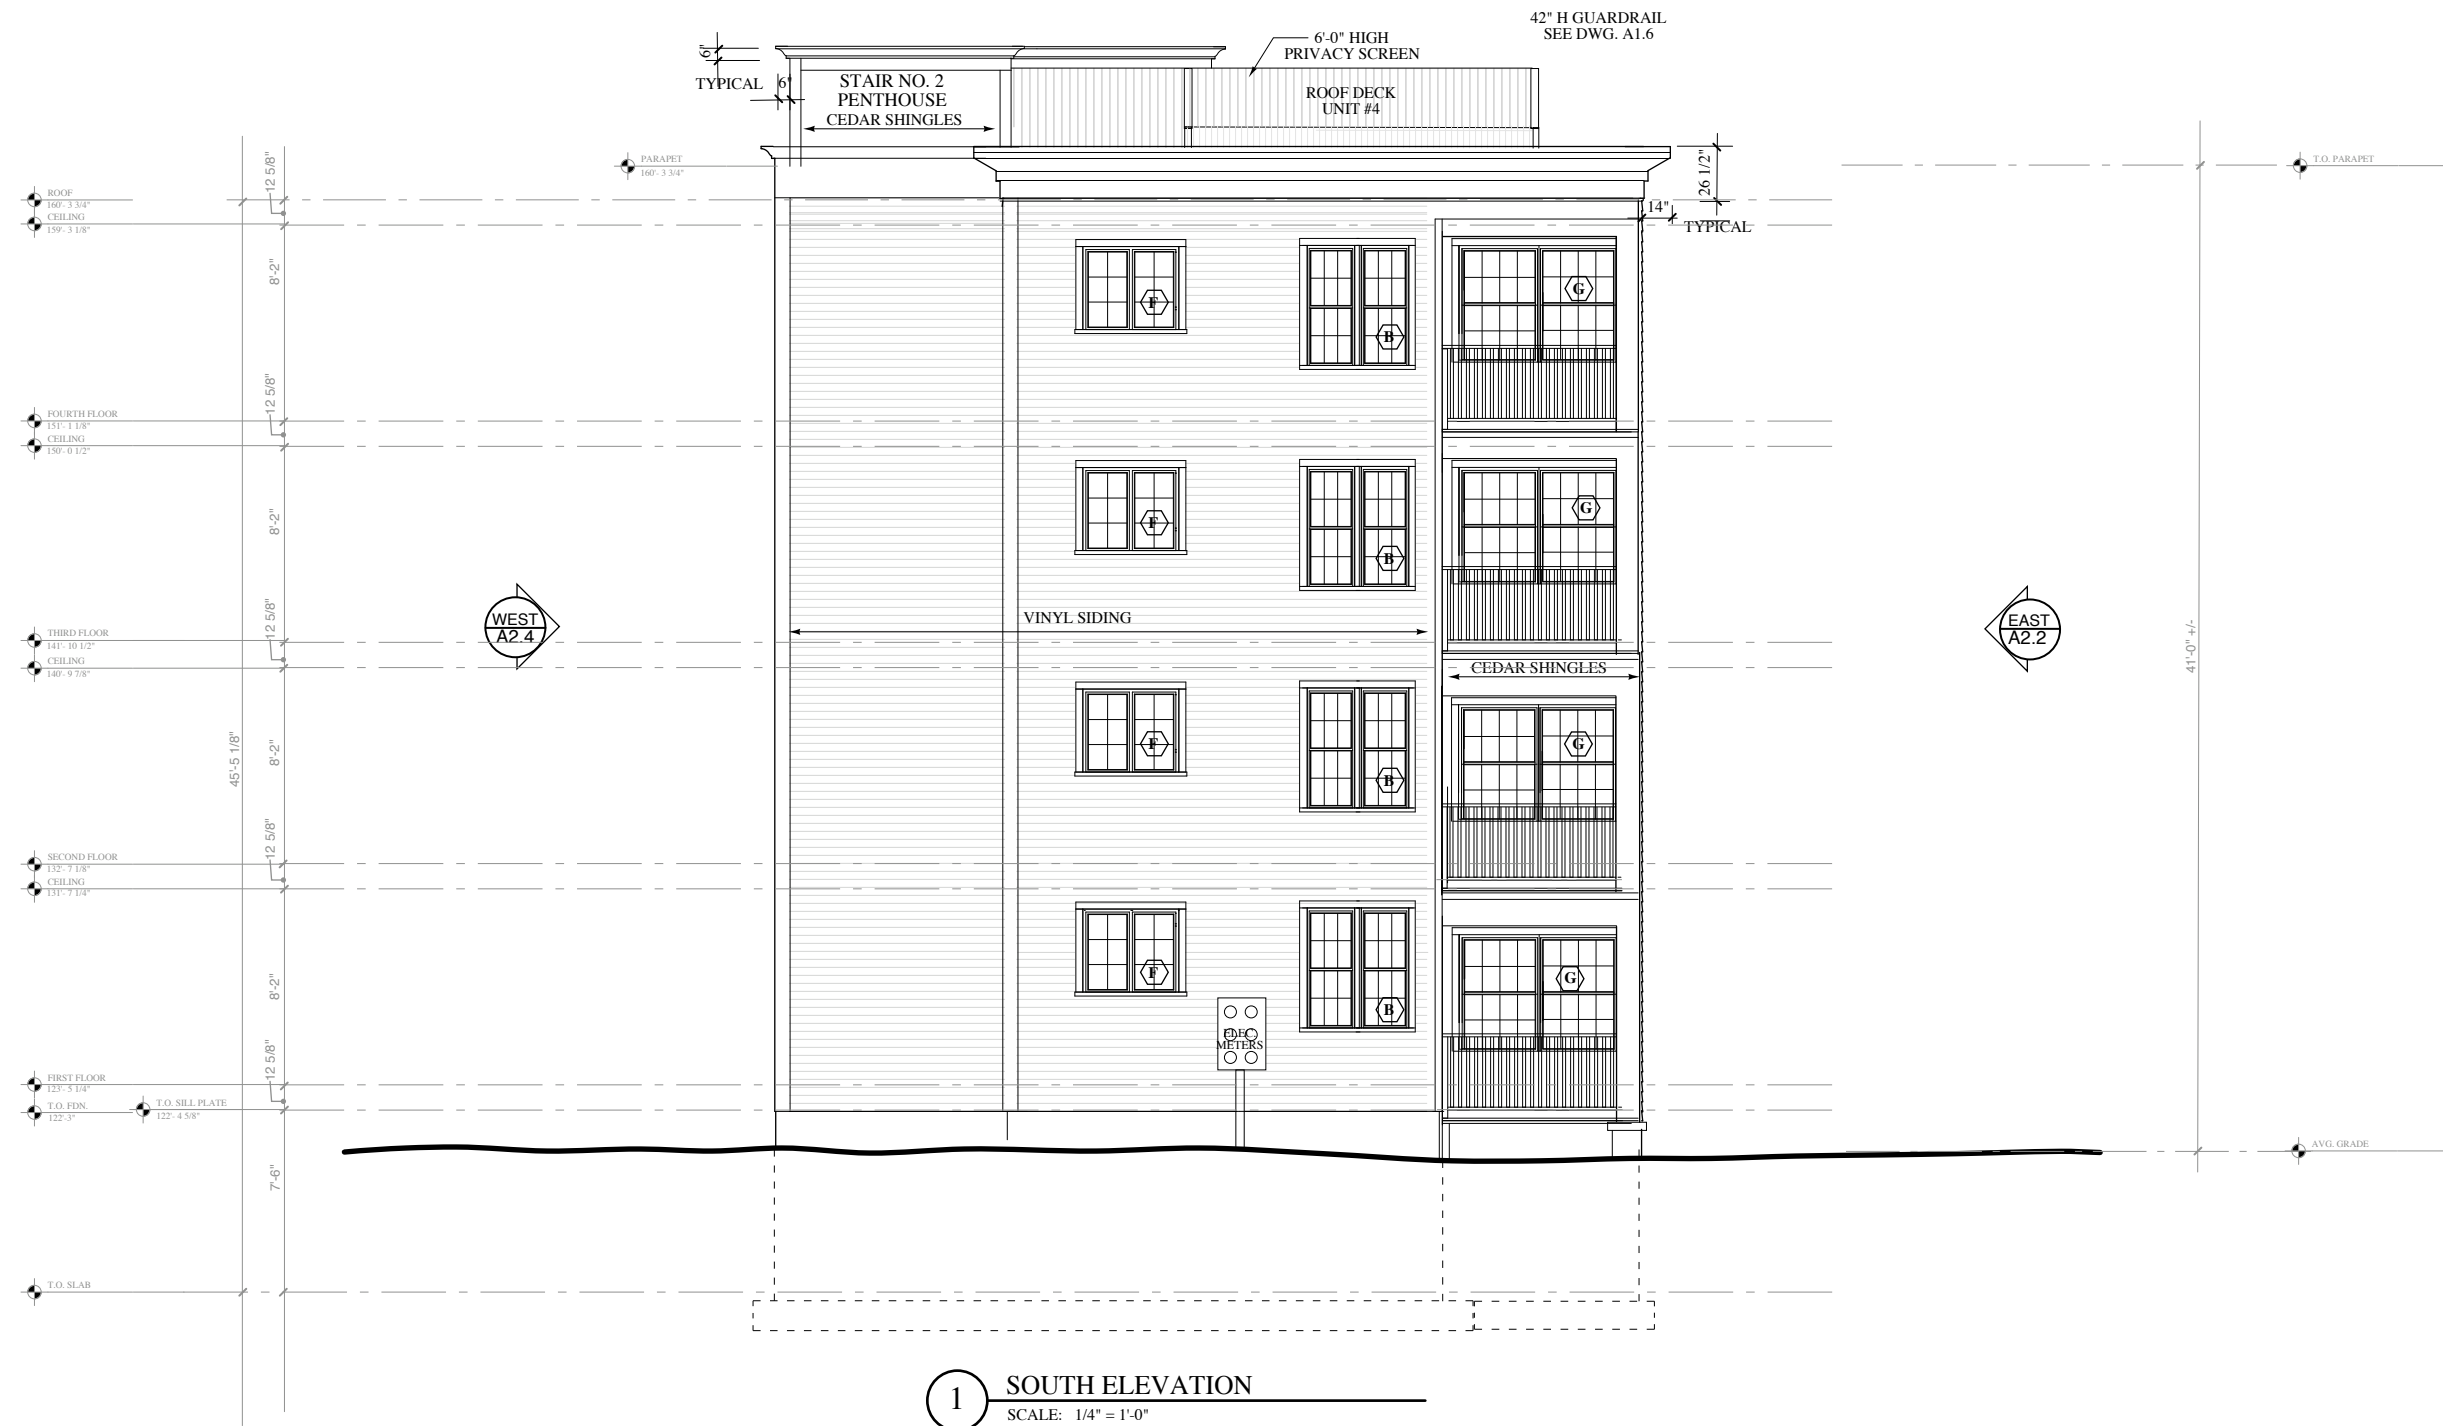 42" H GUARDRAIL
SEE DWG. A1.6
6'-0" HIGH
PRIVACY SCREEN
6"
TYPICAL
6"
STAIR NO. 2
PENTHOUSE
CEDAR SHINGLES
ROOF DECK
UNIT #4
PARAPET
160'- 3 3/4"
T.O. PARAPET
26 1/2"
14"
TYPICAL
ROOF
160'- 3 3/4"
CEILING
159'- 3 1/8"
12 5/8"
8'-2"
F
B
G
12 5/8"
FOURTH FLOOR
151'- 1 1/8"
CEILING
150'- 0 1/2"
8'-2"
F
B
G
WEST
A2.4
VINYL SIDING
EAST
A2.2
12 5/8"
THIRD FLOOR
141'- 10 1/2"
CEILING
140'- 9 7/8"
CEDAR SHINGLES
41'-0" +/-
45'-5 1/8"
8'-2"
F
B
G
12 5/8"
SECOND FLOOR
132'- 7 1/8"
CEILING
131'- 7 1/4"
8'-2"
F
B
G
ELEC.
METERS
12 5/8"
FIRST FLOOR
123'- 5 1/4"
T.O. FDN.
122'-3"
T.O. SILL PLATE
122'- 4 5/8"
AVG. GRADE
7'-6"
T.O. SLAB
1
SOUTH ELEVATION
SCALE: 1/4" = 1'-0"